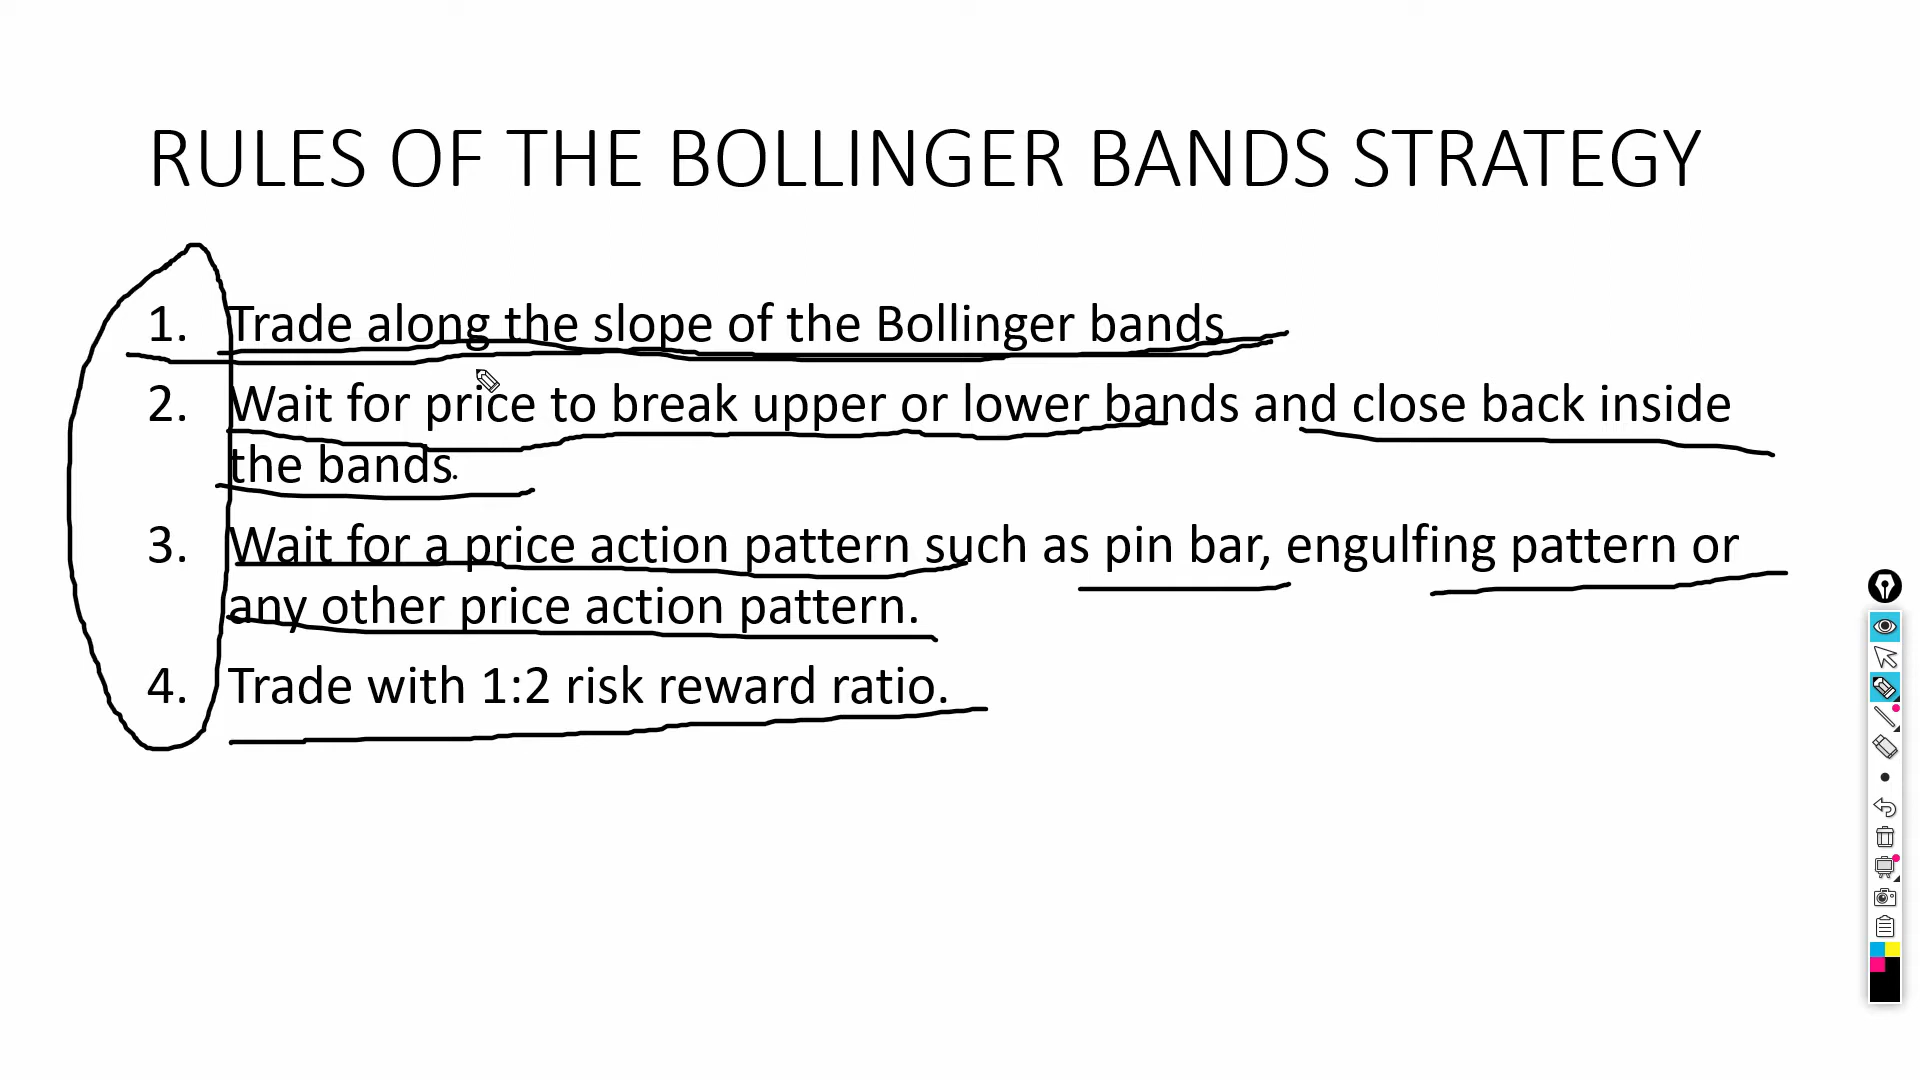 RULES OF THE BOLLINGER BANDS STRATEGY
1. Trade along the slope of the Bollinger bands
2. Wait for price to break upper or lower bands and close back inside
the bands.
3. Wait for a price action pattern such as pin bar, engulfing pattern or
any other price action pattern.
4. Trade with 1:2 risk reward ratio.